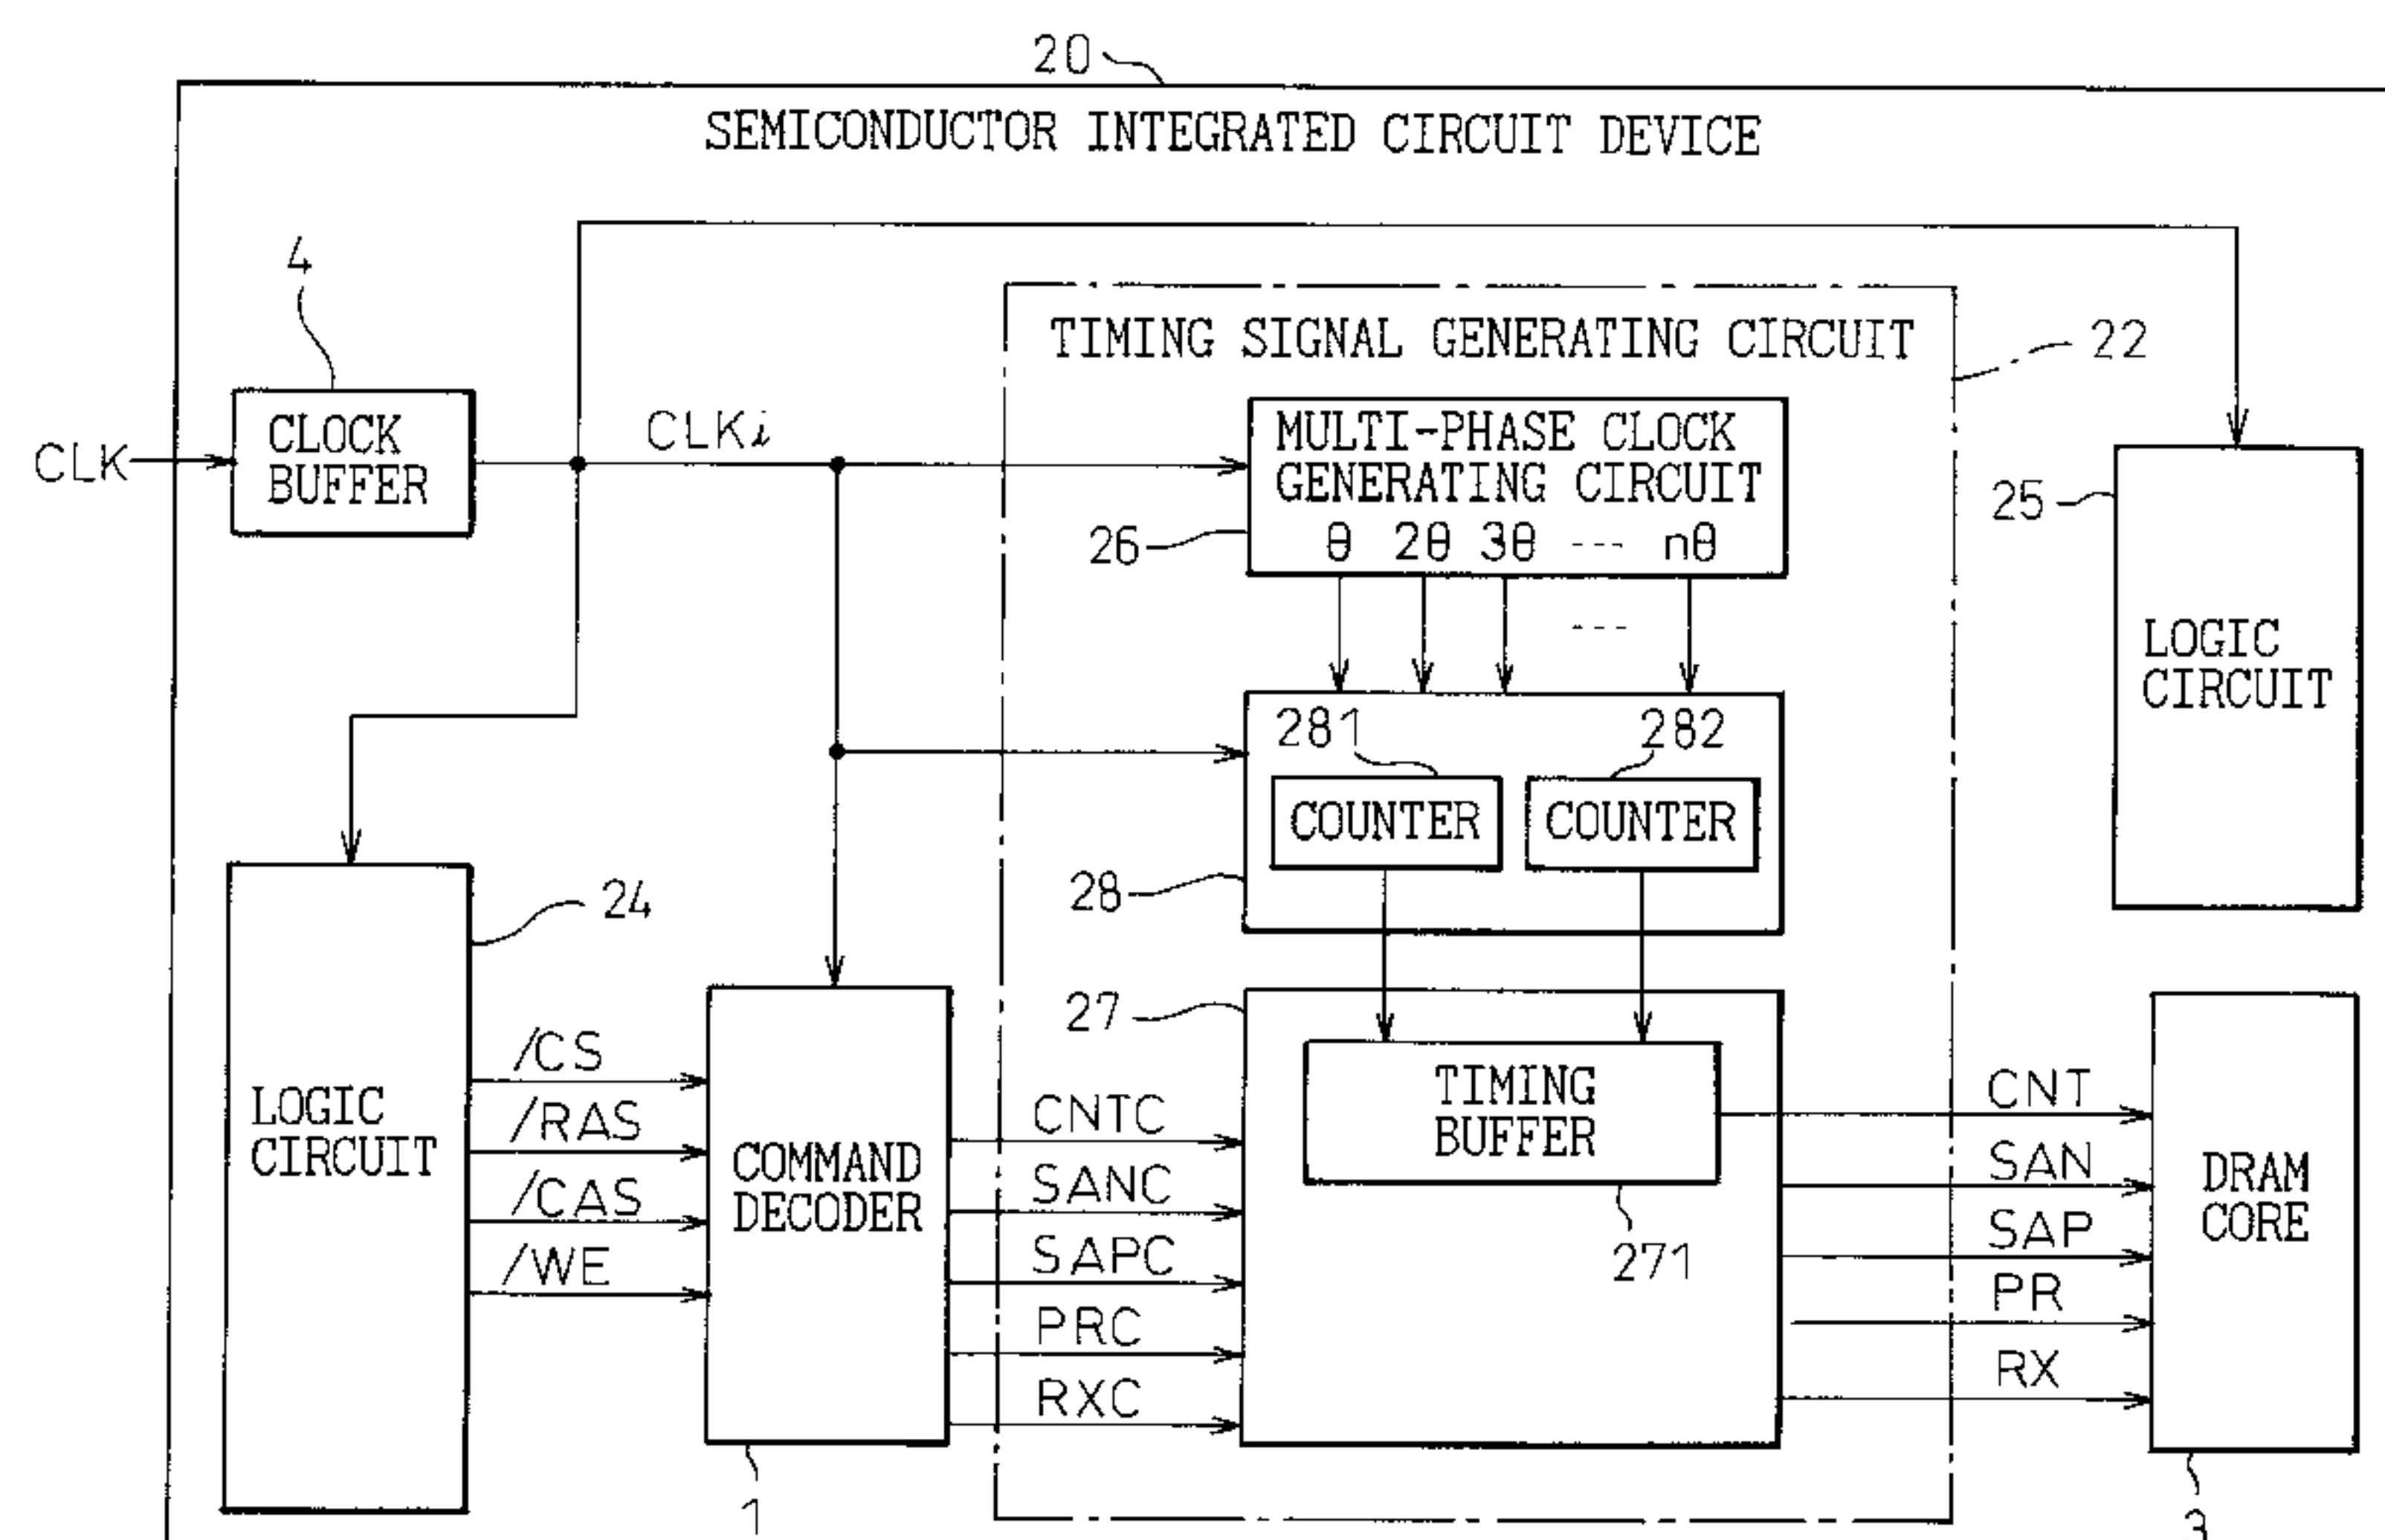 20
SEMICONDUCTOR INTEGRATED CIRCUIT DEVICE
4
TIMING SIGNAL GENERATING CIRCUIT
22
CLK
CLOCK
BUFFER
CLKi
MULTI-PHASE CLOCK
GENERATING CIRCUIT
θ 2θ 3θ --- nθ
26
---
25
LOGIC
CIRCUIT
281
282
COUNTER
COUNTER
28
24
27
LOGIC
CIRCUIT
/CS
/RAS
/CAS
/WE
COMMAND
DECODER
CNTC
SANC
SAPC
PRC
RXC
TIMING
BUFFER
271
CNT
SAN
SAP
PR
RX
DRAM
CORE
1
3